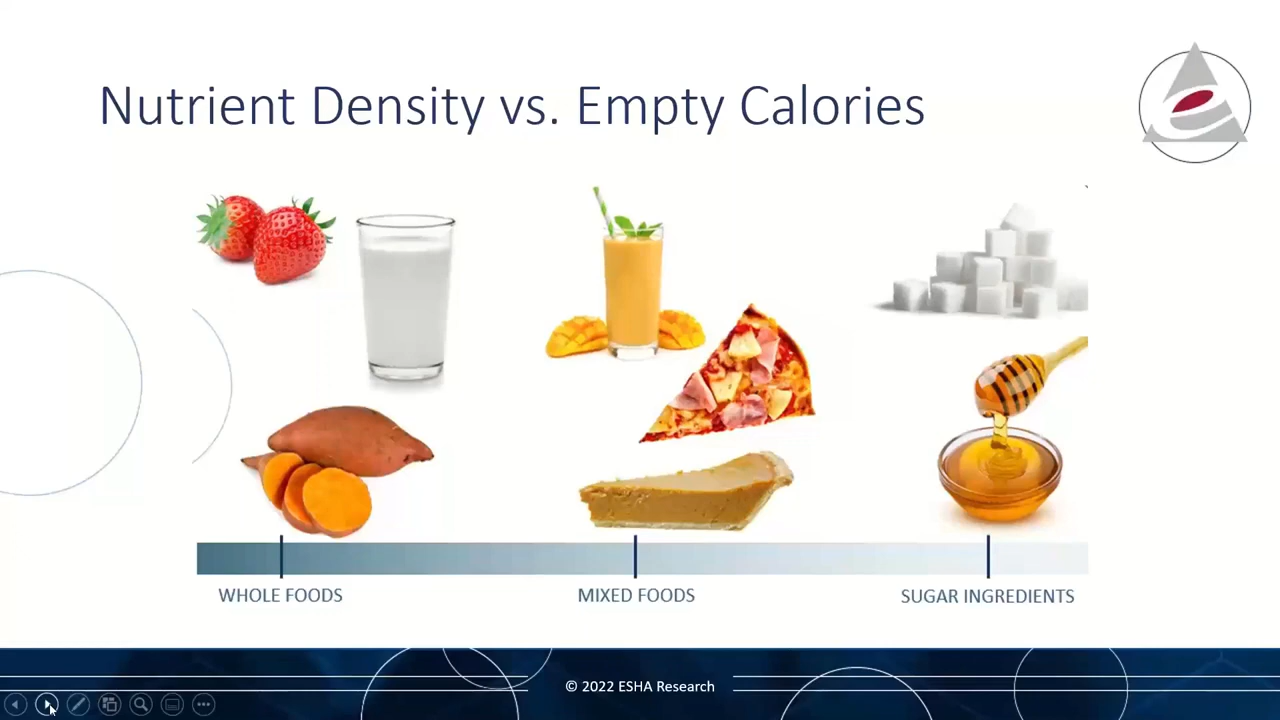 Nutrient Density vs. Empty Calories
WHOLE FOODS
MIXED FOODS
SUGAR INGREDIENTS
© 2022 ESHA Research